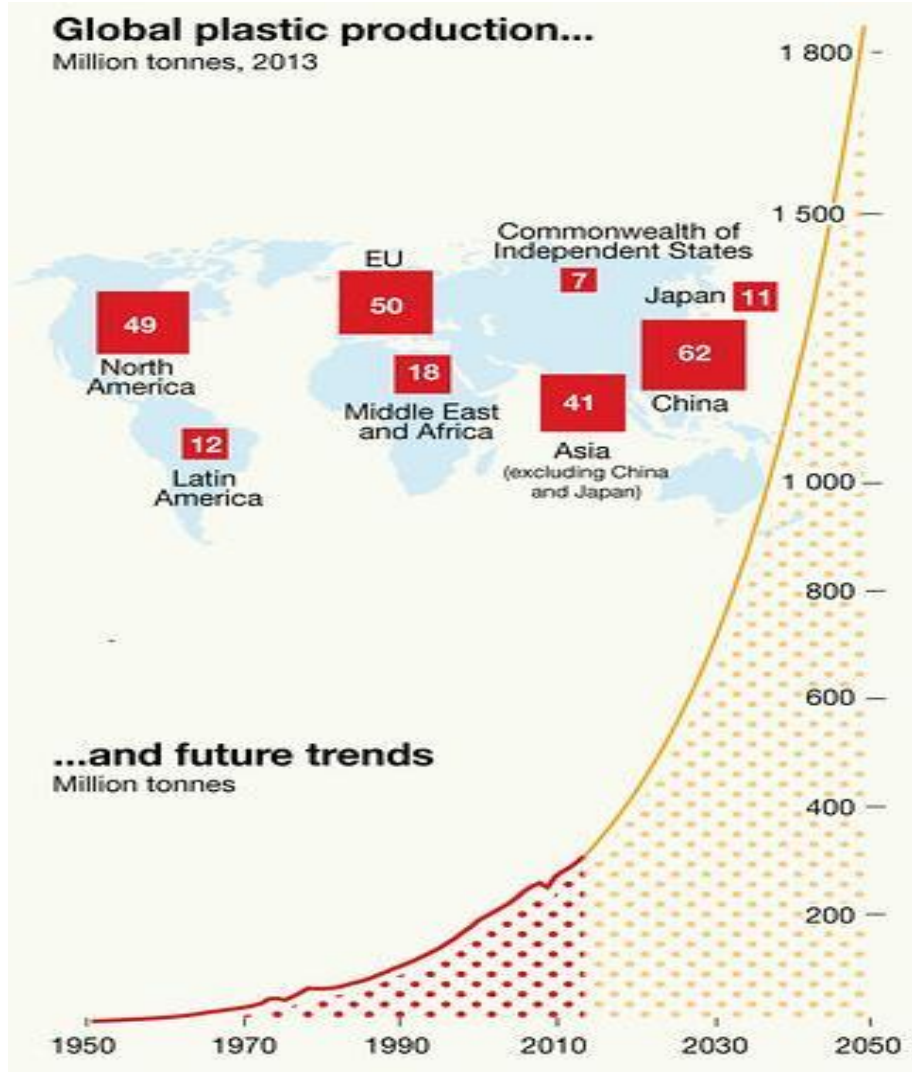 Global plastic production...
Million tonnes, 2013
1 800
1 500
Commonwealth of
Independent States
7
EU
50
Japan 11
49
North
America
18
Middle East
and Africa
62
China
41
Asia
(excluding China
and Japan)
12
Latin
America
1 000
800
600
...and future trends
Million tonnes
400
200
1950 1970 1990 2010 2030 2050